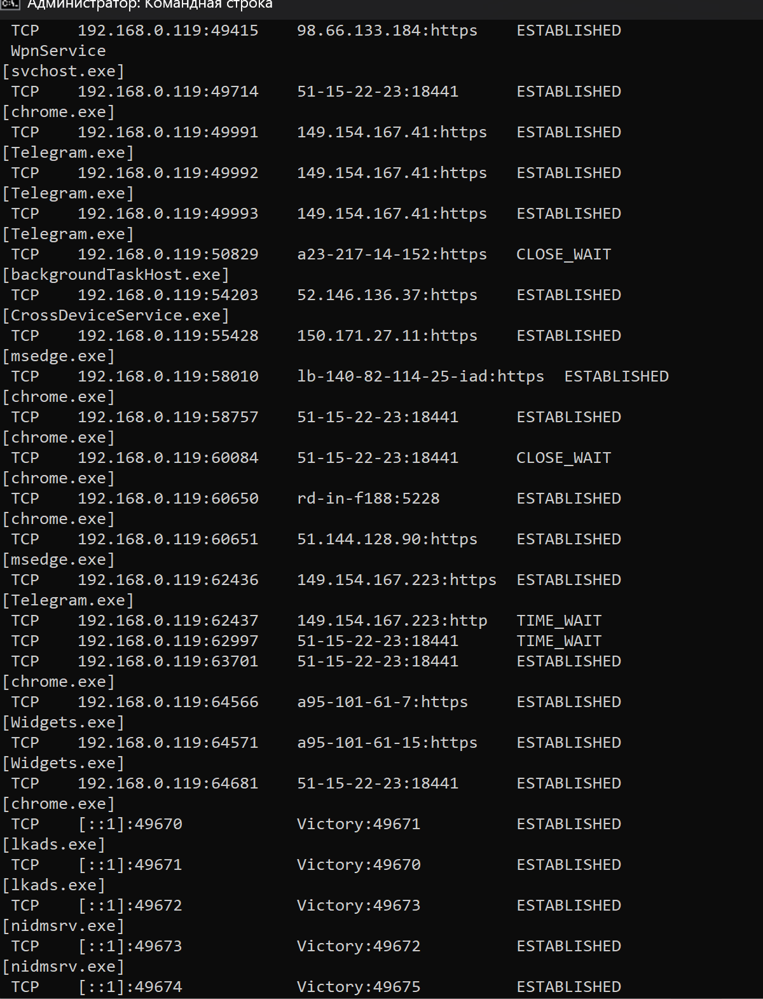 Администратор: Командная строка
TCP 192.168.0.119:49415 98.66.133.184:https ESTABLISHED
WpnService
[svchost.exe]
TCP 192.168.0.119:49714 51-15-22-23:18441 ESTABLISHED
[chrome.exe]
TCP 192.168.0.119:49991 149.154.167.41:https ESTABLISHED
[Telegram.exe]
TCP 192.168.0.119:49992 149.154.167.41:https ESTABLISHED
[Telegram.exe]
TCP 192.168.0.119:49993 149.154.167.41:https ESTABLISHED
[Telegram.exe]
TCP 192.168.0.119:50829 a23-217-14-152:https CLOSE_WAIT
[backgroundTaskHost.exe]
TCP 192.168.0.119:54203 52.146.136.37:https ESTABLISHED
[CrossDeviceService.exe]
TCP 192.168.0.119:55428 150.171.27.11:https ESTABLISHED
[msedge.exe]
TCP 192.168.0.119:58010 lb-140-82-114-25-iad:https ESTABLISHED
[chrome.exe]
TCP 192.168.0.119:58757 51-15-22-23:18441 ESTABLISHED
[chrome.exe]
TCP 192.168.0.119:60084 51-15-22-23:18441 CLOSE_WAIT
[chrome.exe]
TCP 192.168.0.119:60650 rd-in-f188:5228 ESTABLISHED
[chrome.exe]
TCP 192.168.0.119:60651 51.144.128.90:https ESTABLISHED
[msedge.exe]
TCP 192.168.0.119:62436 149.154.167.223:https ESTABLISHED
[Telegram.exe]
TCP 192.168.0.119:62437 149.154.167.223:http TIME_WAIT
TCP 192.168.0.119:62997 51-15-22-23:18441 TIME_WAIT
TCP 192.168.0.119:63701 51-15-22-23:18441 ESTABLISHED
[chrome.exe]
TCP 192.168.0.119:64566 a95-101-61-7:https ESTABLISHED
[Widgets.exe]
TCP 192.168.0.119:64571 a95-101-61-15:https ESTABLISHED
[Widgets.exe]
TCP 192.168.0.119:64681 51-15-22-23:18441 ESTABLISHED
[chrome.exe]
TCP [::1]:49670 Victory:49671 ESTABLISHED
[lkads.exe]
TCP [::1]:49671 Victory:49670 ESTABLISHED
[lkads.exe]
TCP [::1]:49672 Victory:49673 ESTABLISHED
[nidmsrv.exe]
TCP [::1]:49673 Victory:49672 ESTABLISHED
[nidmsrv.exe]
TCP [::1]:49674 Victory:49675 ESTABLISHED